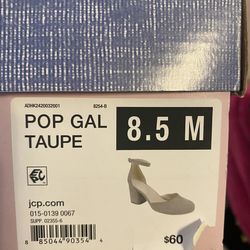 ADHK2420032001 8254-B
POP GAL
TAUPE
8.5 M
jcp.com
015-0139 0067
SUPP. 02355-6
8 85044 90354 4
$60